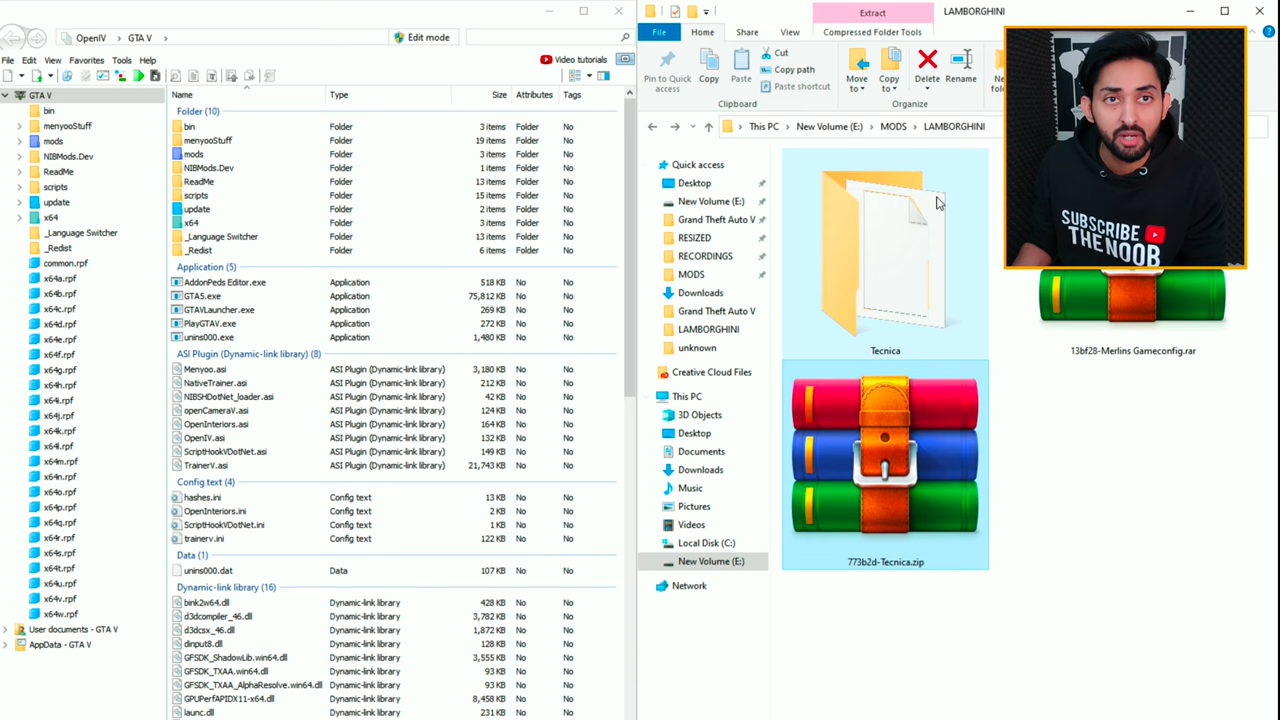 OpenIV
GTA V
Edit mode
File Edit View Favourites Tools Help
Video tutorials
GTA V
bin
menyooStuff
mods
NIBMods.Dev
ReadMe
scripts
update
x64
_Language Switcher
_Redist
common.rpf
x64a.rpf
x64b.rpf
x64c.rpf
x64d.rpf
x64e.rpf
x64f.rpf
x64g.rpf
x64h.rpf
x64i.rpf
x64j.rpf
x64k.rpf
x64l.rpf
x64m.rpf
x64n.rpf
x64o.rpf
x64p.rpf
x64q.rpf
x64r.rpf
x64s.rpf
x64t.rpf
x64u.rpf
x64v.rpf
x64w.rpf
User documents - GTA V
AppData - GTA V
Name Type Size Attributes Tags
Folder (10)
bin Folder 3 items Folder No
menyooStuff Folder 19 items Folder No
mods Folder 3 items Folder No
NIBMods.Dev Folder 1 items Folder No
ReadMe Folder 13 items Folder No
scripts Folder 15 items Folder No
update Folder 2 items Folder No
x64 Folder 3 items Folder No
_Language Switcher Folder 13 items Folder No
_Redist Folder 6 items Folder No
Application (5)
AddonPeds Editor.exe Application 518 KB No No
GTA5.exe Application 75,812 KB No No
GTAVLauncher.exe Application 269 KB No No
PlayGTAV.exe Application 272 KB No No
unins000.exe Application 1,480 KB No No
ASI Plugin (Dynamic-link library) (8)
Menyoo.asi ASI Plugin (Dynamic-link library) 3,180 KB No No
NativeTrainer.asi ASI Plugin (Dynamic-link library) 212 KB No No
NIBSHDotNet_loader.asi ASI Plugin (Dynamic-link library) 42 KB No No
openCameraV.asi ASI Plugin (Dynamic-link library) 124 KB No No
OpenInteriors.asi ASI Plugin (Dynamic-link library) 164 KB No No
OpenIV.asi ASI Plugin (Dynamic-link library) 132 KB No No
ScriptHookVDotNet.asi ASI Plugin (Dynamic-link library) 149 KB No No
TrainerV.asi ASI Plugin (Dynamic-link library) 21,743 KB No No
Config text (4)
hashes.ini Config text 13 KB No No
OpenInteriors.ini Config text 2 KB No No
ScriptHookVDotNet.ini Config text 1 KB No No
trainerv.ini Config text 122 KB No No
Data (1)
unins000.dat Data 107 KB No No
Dynamic-link library (16)
bink2w64.dll Dynamic-link library 428 KB No No
d3dcompiler_46.dll Dynamic-link library 3,782 KB No No
d3dcsx_46.dll Dynamic-link library 1,872 KB No No
dinput8.dll Dynamic-link library 128 KB No No
GFSDK_ShadowLib.win64.dll Dynamic-link library 3,555 KB No No
GFSDK_TXAA.win64.dll Dynamic-link library 93 KB No No
GFSDK_TXAA_AlphaResolve.win64.dll Dynamic-link library 93 KB No No
GPUPerfAPIDX11-x64.dll Dynamic-link library 8,458 KB No No
launc.dll Dynamic-link library 231 KB No No
Extract
LAMBORGHINI
File Home Share View Compressed Folder Tools
Pin to Quick access
Copy
Paste
Cut
Copy path
Paste shortcut
Move to
Copy to
Delete
Rename
Clipboard
Organize
This PC
New Volume (E:)
MODS
LAMBORGHINI
Quick access
Desktop
New Volume (E:)
Grand Theft Auto V
RESIZED
RECORDINGS
MODS
Downloads
Grand Theft Auto V
LAMBORGHINI
unknown
Creative Cloud Files
This PC
3D Objects
Desktop
Documents
Downloads
Music
Pictures
Videos
Local Disk (C:)
New Volume (E:)
Network
Tecnica
773b2d-Tecnica.zip
13bf28-Merlins Gameconfig.rar
SUBSCRIBE
THENOOB